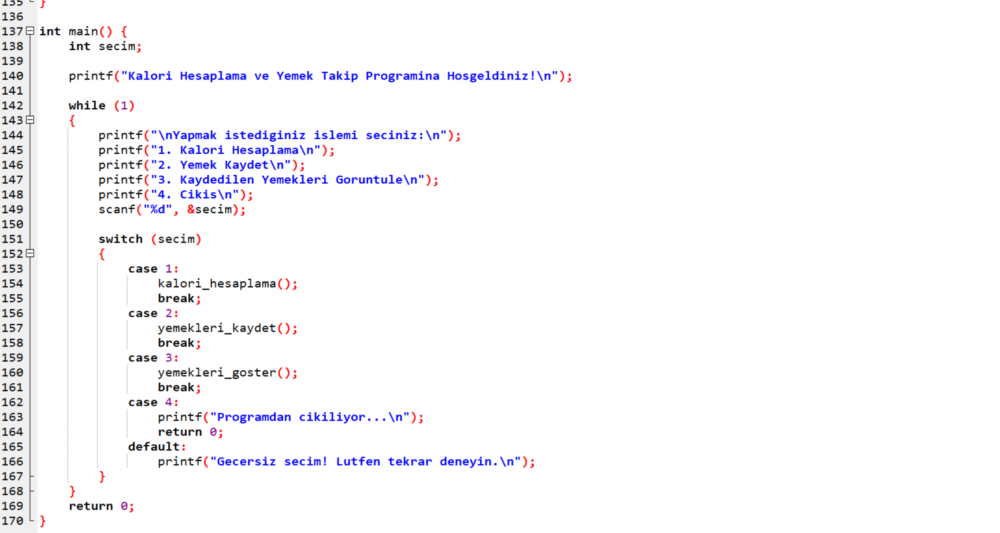 135 }
136
137 int main() {
138     int secim;
139
140     printf("Kalori Hesaplama ve Yemek Takip Programina Hosgeldiniz!\n");
141
142     while (1)
143     {
144         printf("\nYapmak istediginiz islemi seciniz:\n");
145         printf("1. Kalori Hesaplama\n");
146         printf("2. Yemek Kaydet\n");
147         printf("3. Kaydedilen Yemekleri Goruntule\n");
148         printf("4. Cikis\n");
149         scanf("%d", &secim);
150
151         switch (secim)
152         {
153             case 1:
154                 kalori_hesaplama();
155                 break;
156             case 2:
157                 yemekleri_kaydet();
158                 break;
159             case 3:
160                 yemekleri_goster();
161                 break;
162             case 4:
163                 printf("Programdan cikiliyor...\n");
164                 return 0;
165             default:
166                 printf("Gecersiz secim! Lutfen tekrar deneyin.\n");
167         }
168     }
169     return 0;
170 }